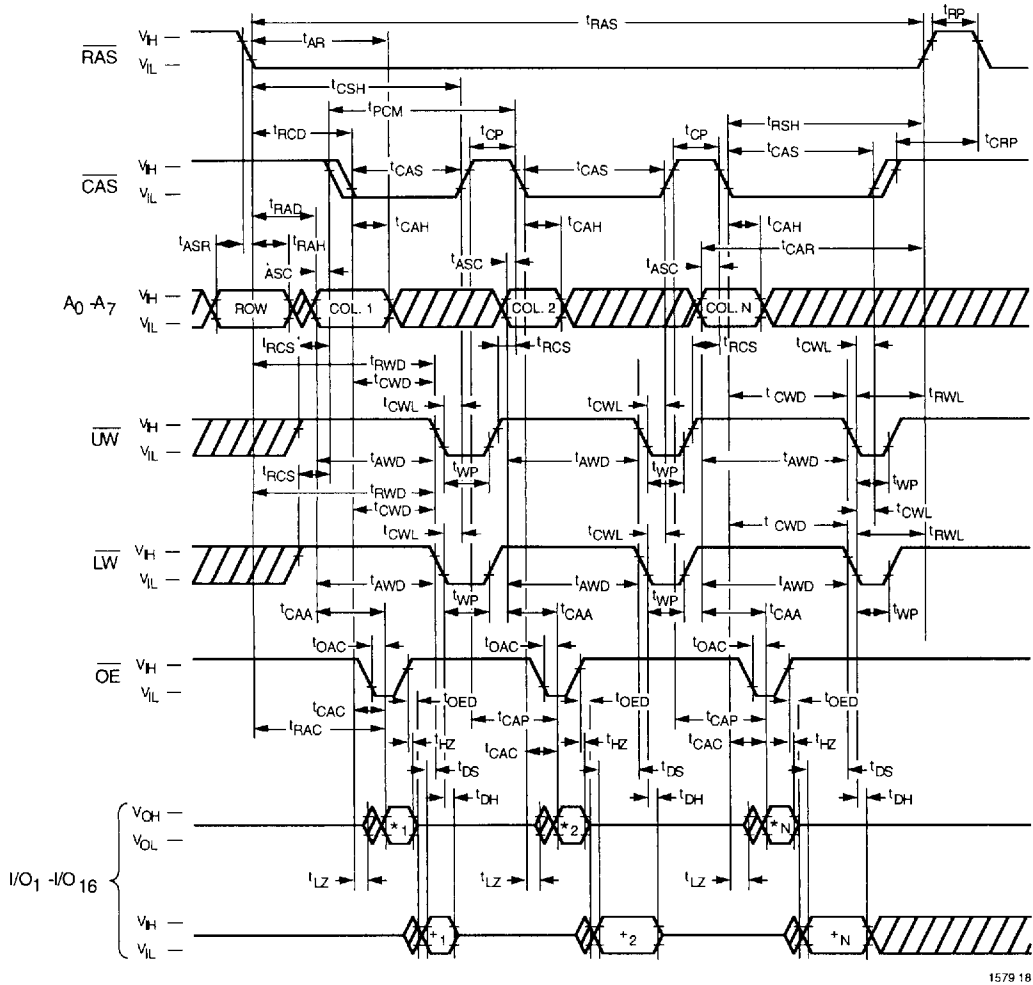 tRAS
tRP
VIH
tAR
RAS
VIL
tCSH
tPCM
tRSH
tRCD
tCP
tCP
tCRP
tCAS
tCAS
tCAS
VIH
CAS
VIL
tRAD
tCAH
tCAH
tCAH
tASR
tRAH
tCAR
ASC
tASC
tASC
VIH
A0 -A7
ROW
COL. 1
COL. 2
COL. N
VIL
tRCS
tRCS
tRCS
tCWL
tRWD
tCWD
tCWD
tRWL
tCWL
tCWL
VIH
UW
VIL
tAWD
tAWD
tAWD
tRCS
tWP
tWP
tWP
tRWD
tCWD
tCWL
tCWD
tCWL
tCWL
tRWL
VIH
LW
VIL
tAWD
tAWD
tAWD
tWP
tWP
tWP
tCAA
tCAA
tCAA
tOAC
tOAC
tOAC
VIH
OE
VIL
tOED
tOED
tOED
tCAC
tCAP
tCAP
tRAC
tHZ
tCAC
tHZ
tCAC
tHZ
tDS
tDS
tDS
tDH
tDH
tDH
VOH
*1
*2
*N
VOL
I/O1 -I/O16
tLZ
tLZ
tLZ
VIH
+1
+2
+N
VIL
1579 18